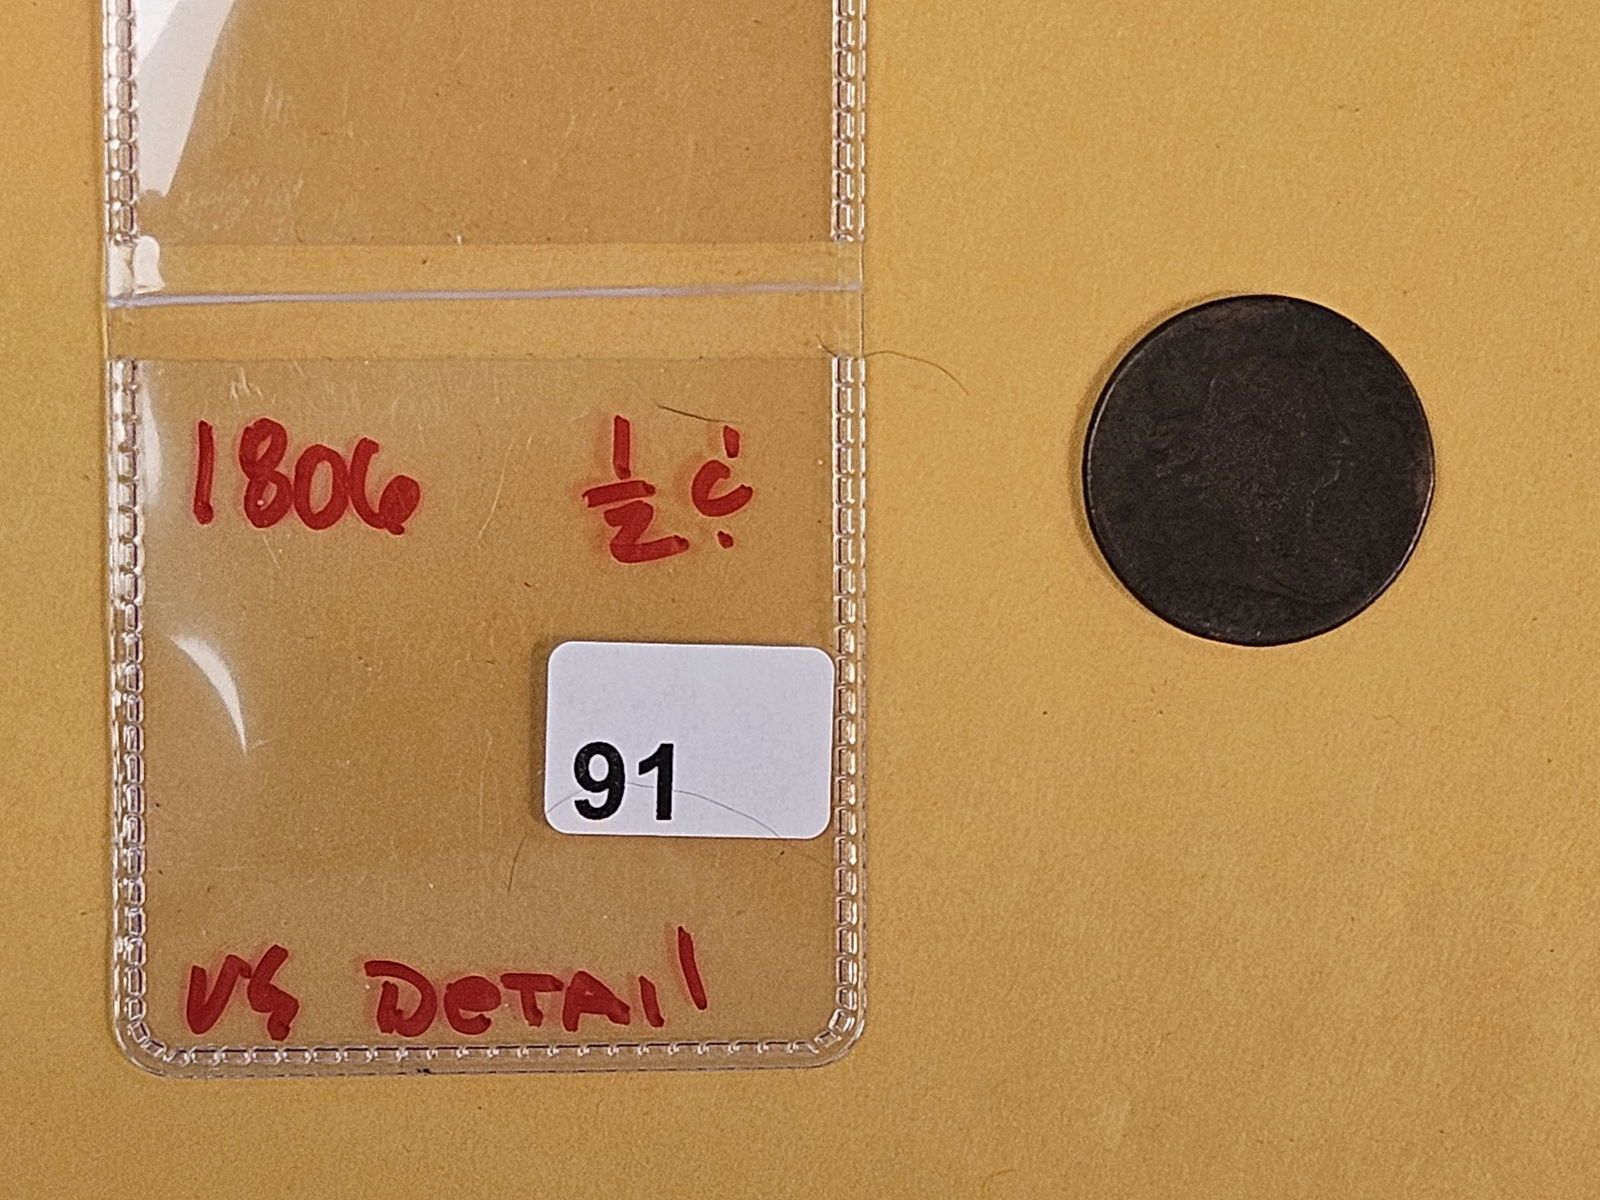 1806 ½ ¢
91
VG DETAIL